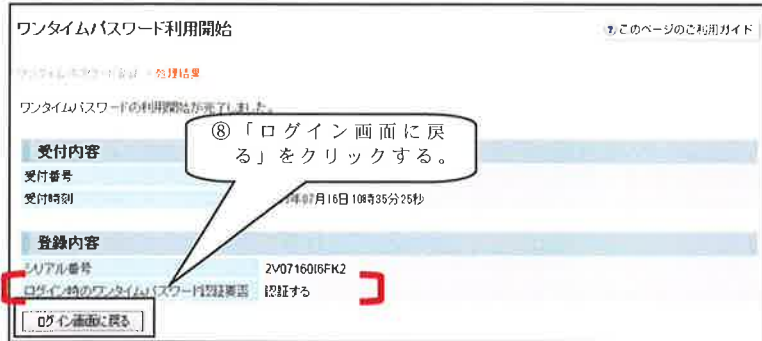 ワンタイムパスワード利用開始
このページのご利用ガイド
処理結果
ワンタイムパスワードの利用開始が完了しました。
⑧「ログイン画面に戻
る」をクリックする。
受付内容
受付番号
受付時刻 年07月16日 10時35分25秒
登録内容
シリアル番号 2V07160I6FK2
ログイン時のワンタイムパスワード認証要否 認証する
ログイン画面に戻る